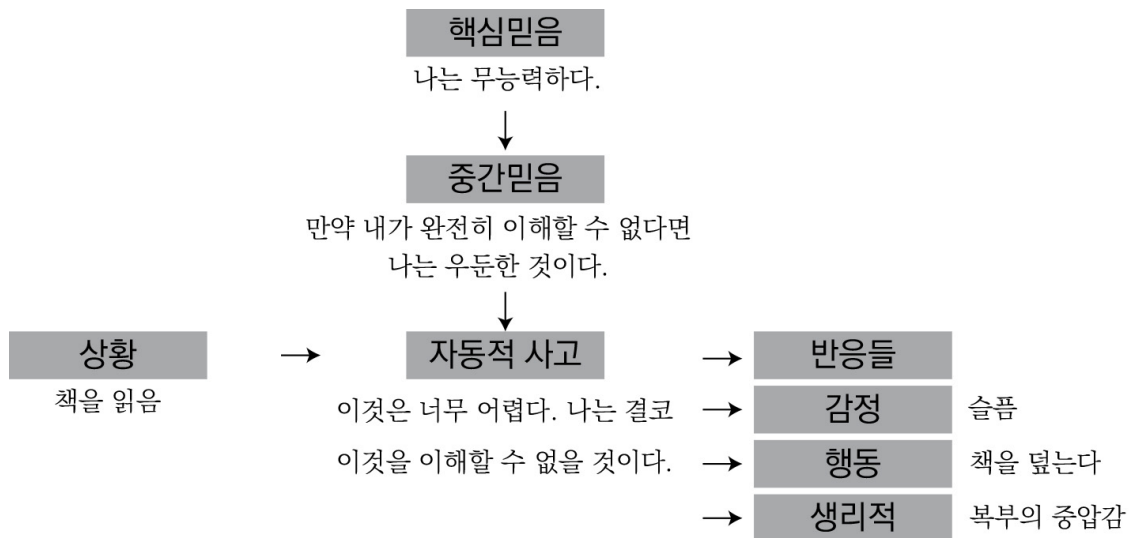 핵심믿음
나는 무능력하다.
중간믿음
만약 내가 완전히 이해할 수 없다면
나는 우둔한 것이다.
상황
책을 읽음
자동적 사고
이것은 너무 어렵다. 나는 결코
이것을 이해할 수 없을 것이다.
반응들
감정 슬픔
행동 책을 덮는다
생리적 복부의 중압감